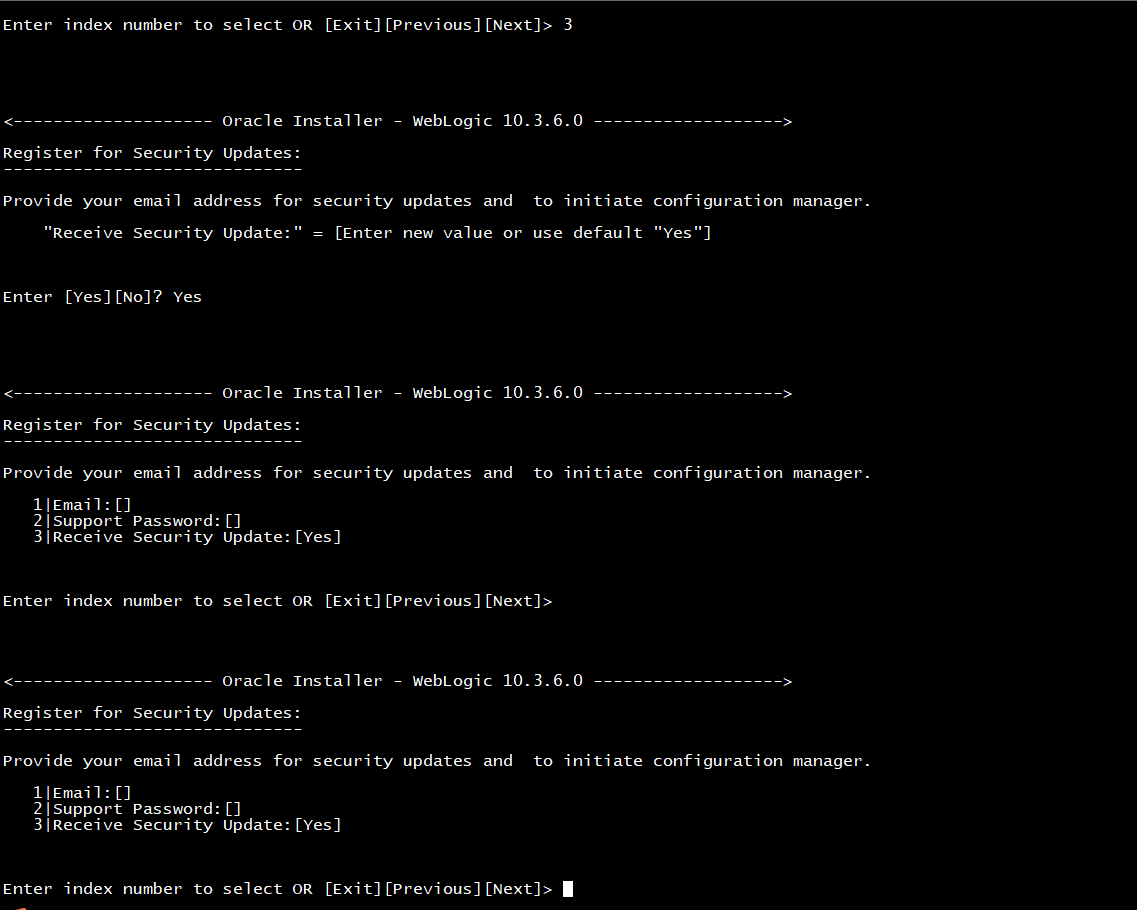 Enter index number to select OR [Exit][Previous][Next]> 3
<-------------------- Oracle Installer - WebLogic 10.3.6.0 ------------------->
Register for Security Updates:
------------------------------
Provide your email address for security updates and  to initiate configuration manager.
"Receive Security Update:" = [Enter new value or use default "Yes"]
Enter [Yes][No]? Yes
<-------------------- Oracle Installer - WebLogic 10.3.6.0 ------------------->
Register for Security Updates:
------------------------------
Provide your email address for security updates and  to initiate configuration manager.
1|Email:[]
2|Support Password:[]
3|Receive Security Update:[Yes]
Enter index number to select OR [Exit][Previous][Next]>
<-------------------- Oracle Installer - WebLogic 10.3.6.0 ------------------->
Register for Security Updates:
------------------------------
Provide your email address for security updates and  to initiate configuration manager.
1|Email:[]
2|Support Password:[]
3|Receive Security Update:[Yes]
Enter index number to select OR [Exit][Previous][Next]>